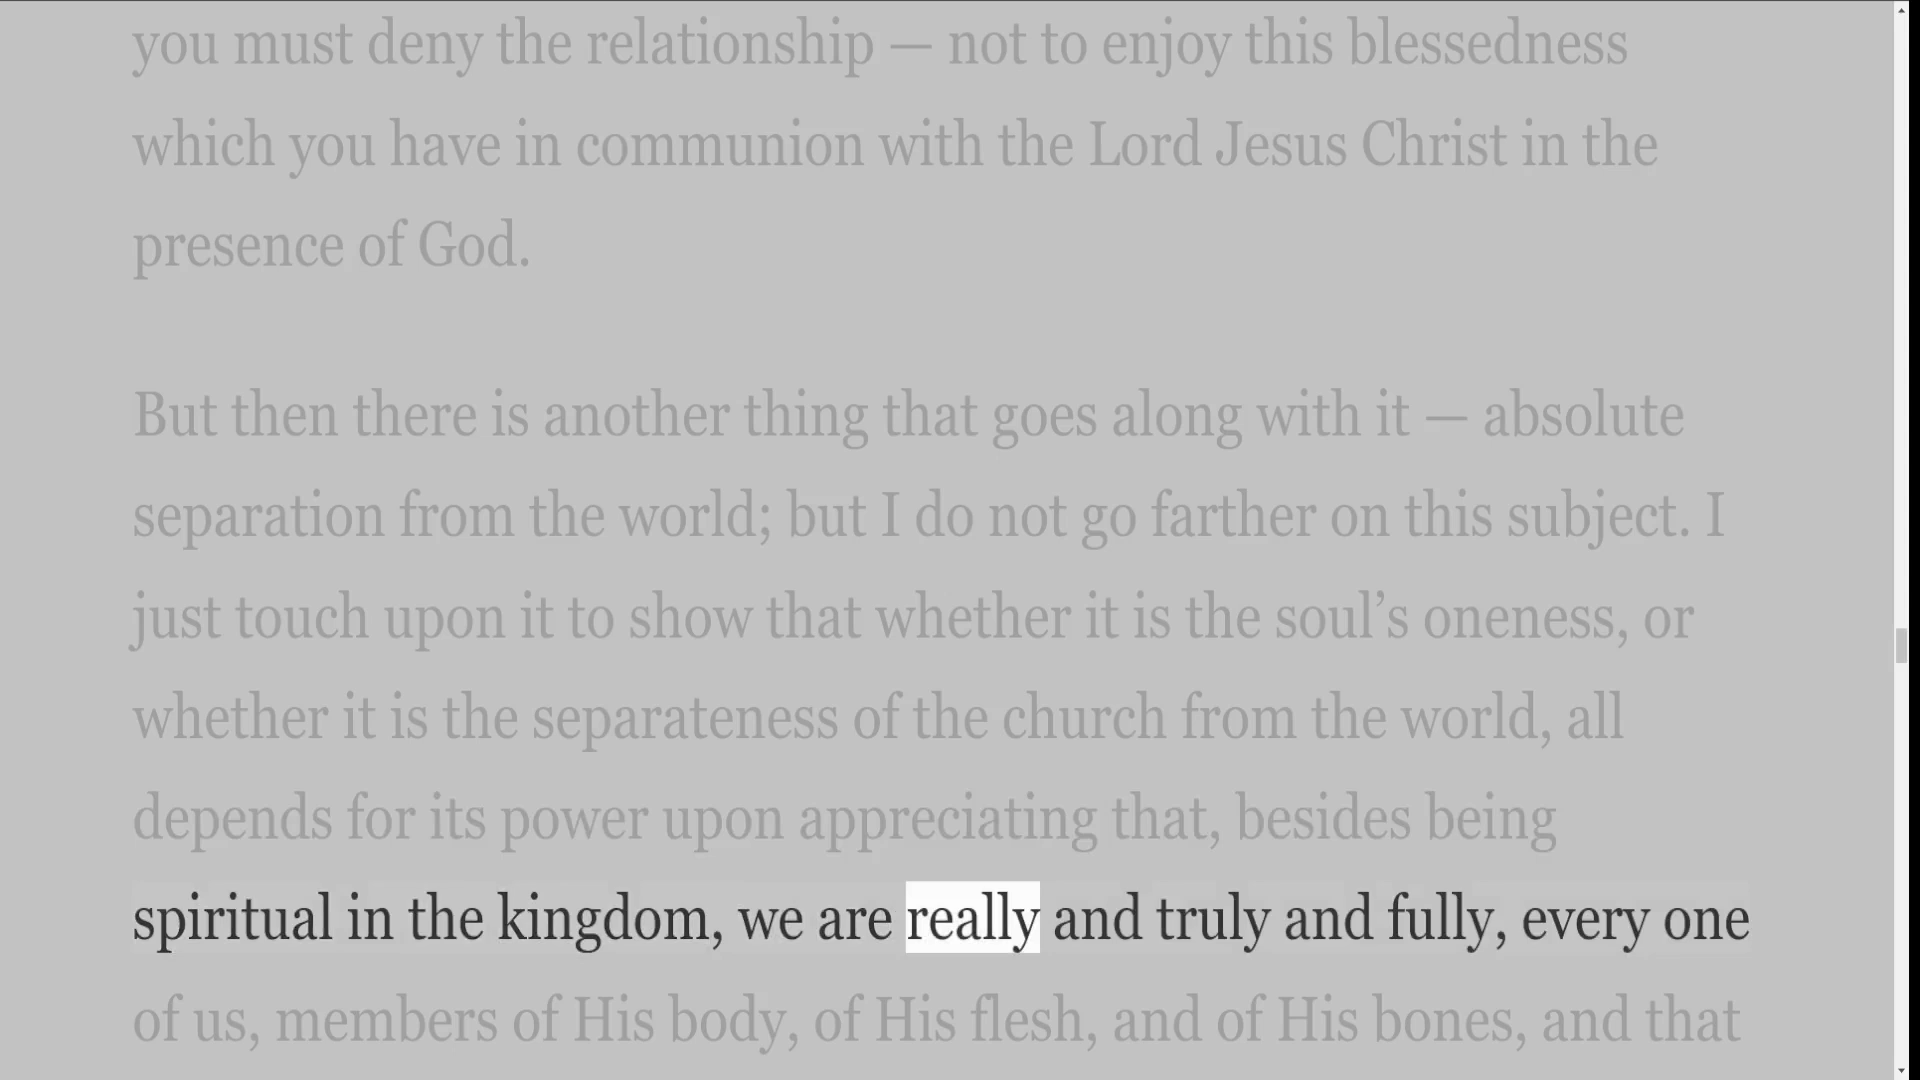 you must deny the relationship — not to enjoy this blessedness
which you have in communion with the Lord Jesus Christ in the
presence of God.
But then there is another thing that goes along with it — absolute
separation from the world; but I do not go farther on this subject. I
just touch upon it to show that whether it is the soul’s oneness, or
whether it is the separateness of the church from the world, all
depends for its power upon appreciating that, besides being
spiritual in the kingdom, we are really and truly and fully, every one
of us, members of His body, of His flesh, and of His bones, and that